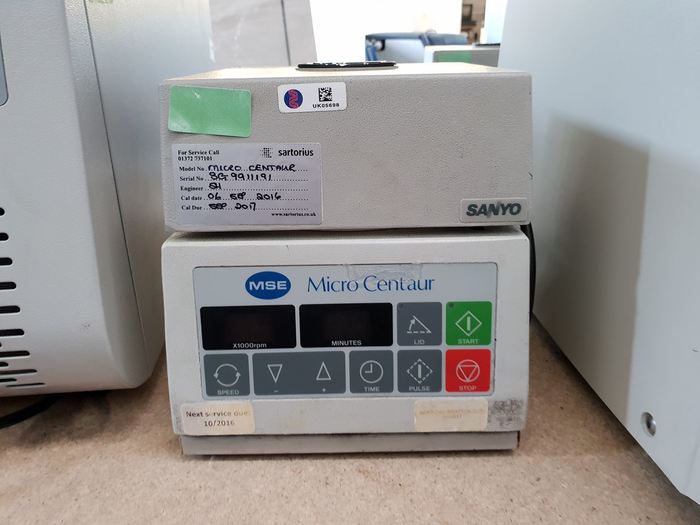 UK05698
For Service Call
01372 737101
sartorius
Model No MICRO CENTAUR
Serial No SG 9911191
Engineer SH
Cal date 06 SEP 2016
Cal Due SEP 2017
www.sartorius.co.uk
SANYO
MSE Micro Centaur
X1000rpm MINUTES LID START
SPEED - + TIME PULSE STOP
Next service due:
10/2016